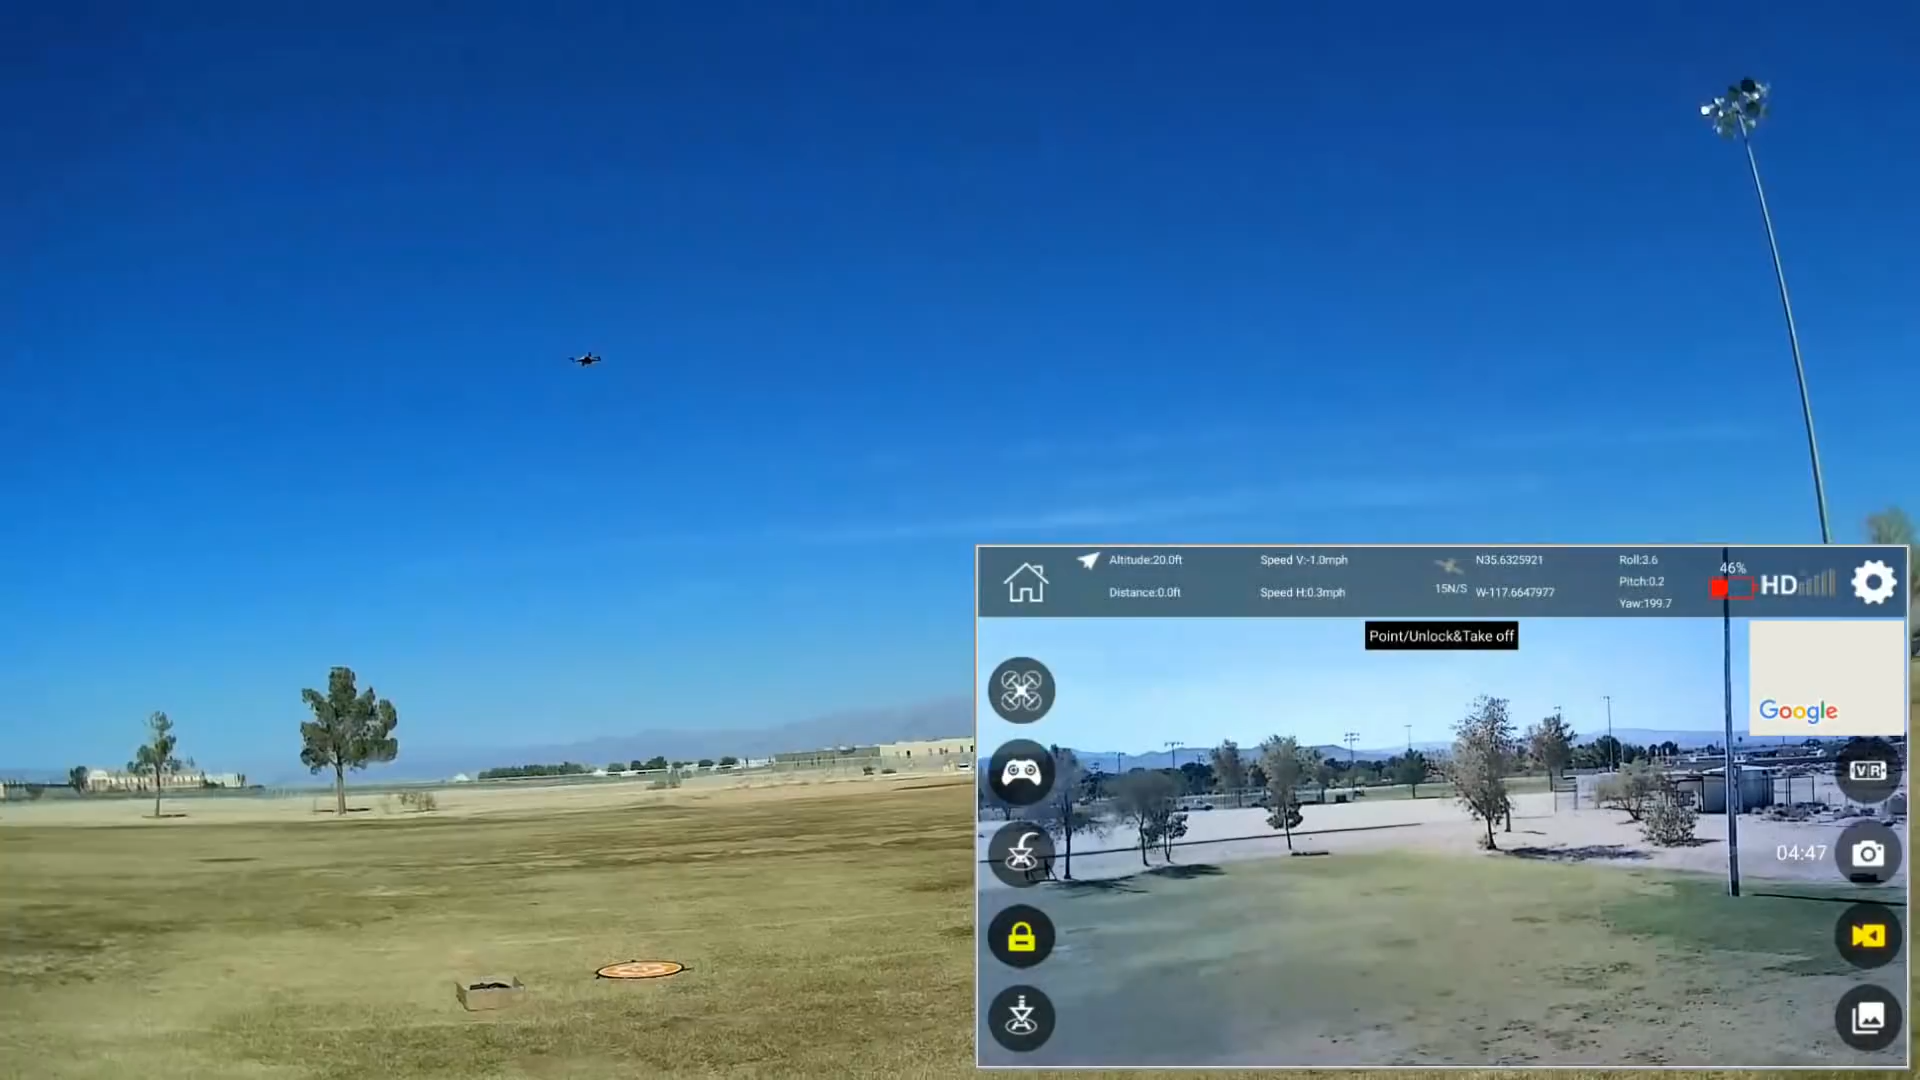 Altitude:20.0ft
Speed V:-1.0mph
N35.6325921
Roll:3.6
Distance:0.0ft
Speed H:0.3mph
15N/S
W-117.6647977
Pitch:0.2
Yaw:199.7
46%
HD
Point/Unlock&Take off
Google
VR
04:47